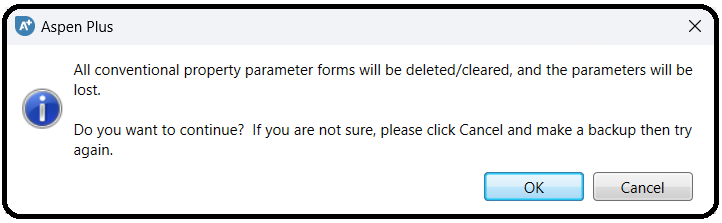 Aspen Plus
All conventional property parameter forms will be deleted/cleared, and the parameters will be
lost.
Do you want to continue?  If you are not sure, please click Cancel and make a backup then try
again.
OK
Cancel